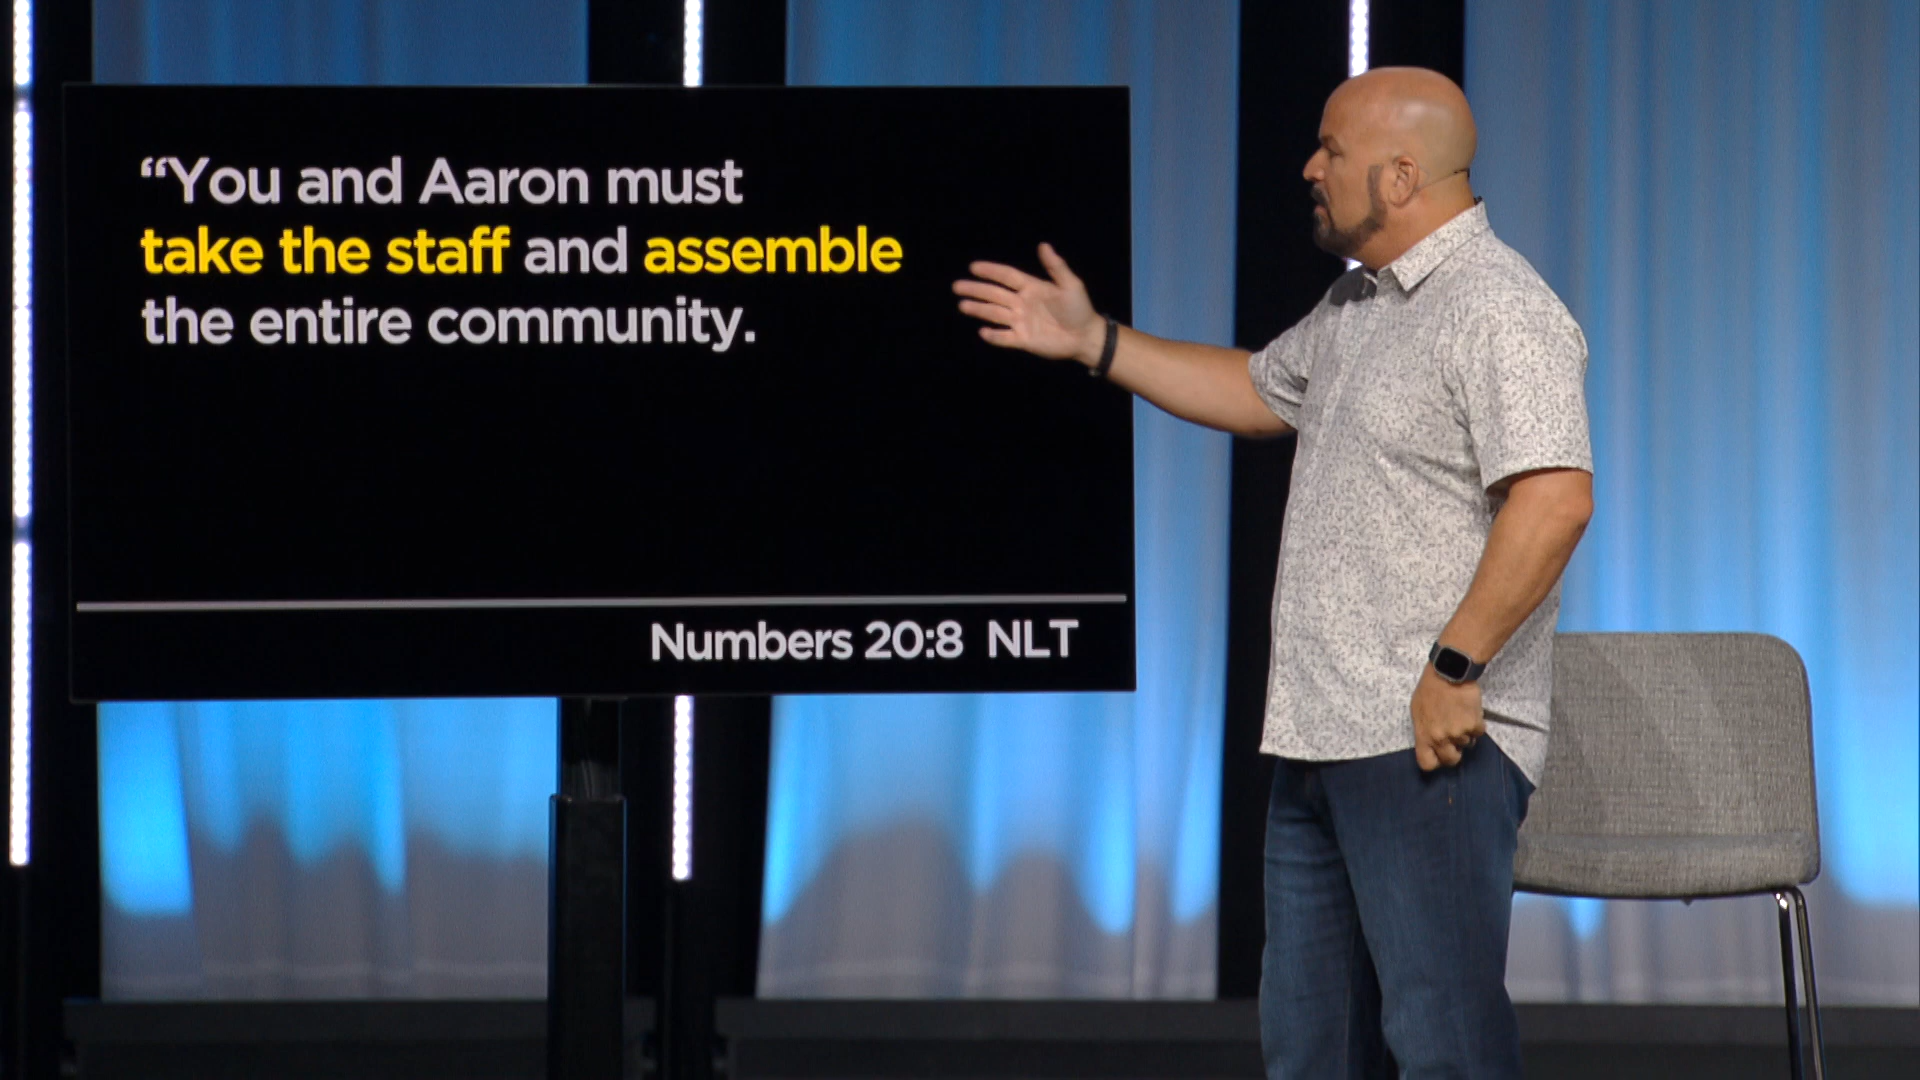 “You and Aaron must
take the staff and assemble
the entire community.
Numbers 20:8 NLT